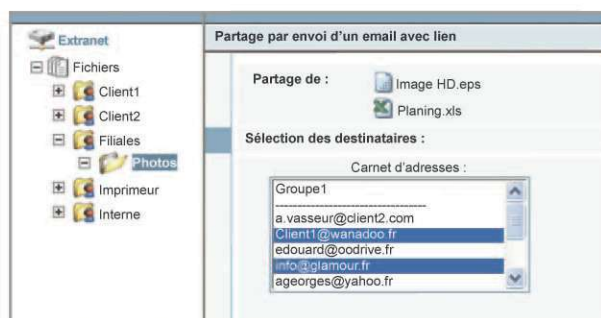 Extranet
Fichiers
Client1
Client2
Filiales
Photos
Imprimeur
Interne
Partage par envoi d'un email avec lien
Partage de :
Image HD.eps
Planing.xls
Sélection des destinataires :
Carnet d'adresses :
Groupe1
----------------------------------
a.vasseur@client2.com
Client1@wanadoo.fr
edouard@oodrive.fr
info@glamour.fr
ageorges@yahoo.fr